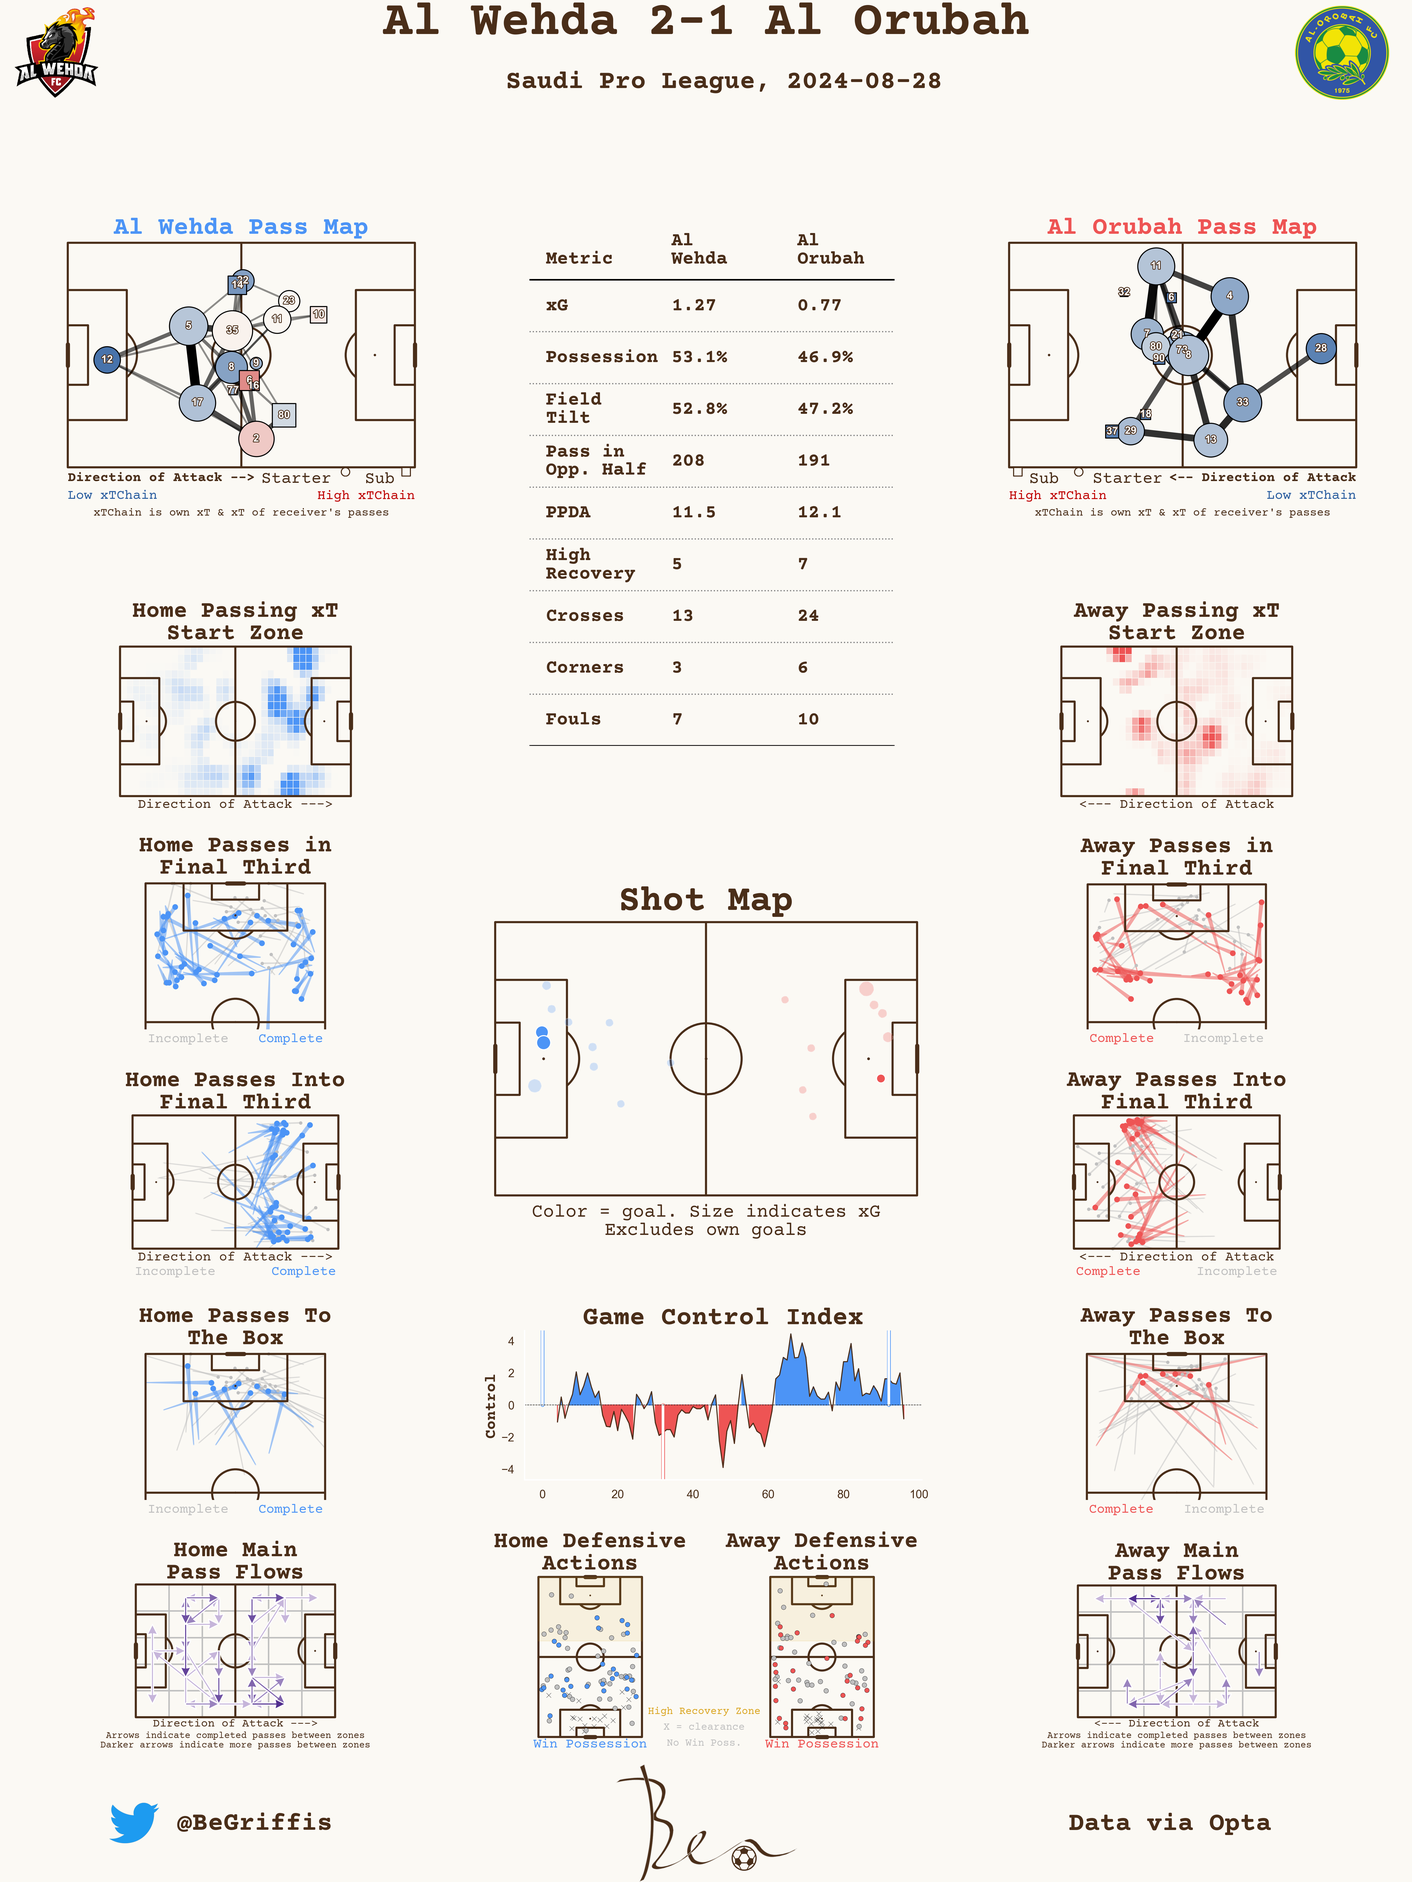 Al Wehda 2-1 Al Orubah
Saudi Pro League, 2024-08-28
AL WEHDA
FC
AL-OROBAH FC
1975
Al Wehda Pass Map
12
5
17
35
8
14
23
11
10
9
6
16
77
80
2
Direction of Attack --> Starter Sub
Low xTChain High xTChain
xTChain is own xT & xT of receiver's passes
Metric Al Wehda Al Orubah
xG 1.27 0.77
Possession 53.1% 46.9%
Field Tilt 52.8% 47.2%
Pass in Opp. Half 208 191
PPDA 11.5 12.1
High Recovery 5 7
Crosses 13 24
Corners 3 6
Fouls 7 10
Al Orubah Pass Map
11
32
6
4
7
80
21
90
8
28
33
18
37
29
13
Sub Starter <-- Direction of Attack
High xTChain Low xTChain
xTChain is own xT & xT of receiver's passes
Home Passing xT
Start Zone
Direction of Attack --->
Away Passing xT
Start Zone
<--- Direction of Attack
Home Passes in
Final Third
Incomplete Complete
Away Passes in
Final Third
Complete Incomplete
Shot Map
Color = goal. Size indicates xG
Excludes own goals
Home Passes Into
Final Third
Direction of Attack --->
Incomplete Complete
Away Passes Into
Final Third
<--- Direction of Attack
Complete Incomplete
Home Passes To
The Box
Incomplete Complete
Game Control Index
Control
4
2
0
−2
−4
0 20 40 60 80 100
Away Passes To
The Box
Complete Incomplete
Home Main
Pass Flows
Direction of Attack --->
Arrows indicate completed passes between zones
Darker arrows indicate more passes between zones
Home Defensive
Actions
Win Possession
High Recovery Zone
X = clearance
No Win Poss.
Away Defensive
Actions
Win Possession
Away Main
Pass Flows
<--- Direction of Attack
Arrows indicate completed passes between zones
Darker arrows indicate more passes between zones
@BeGriffis
Ben
Data via Opta